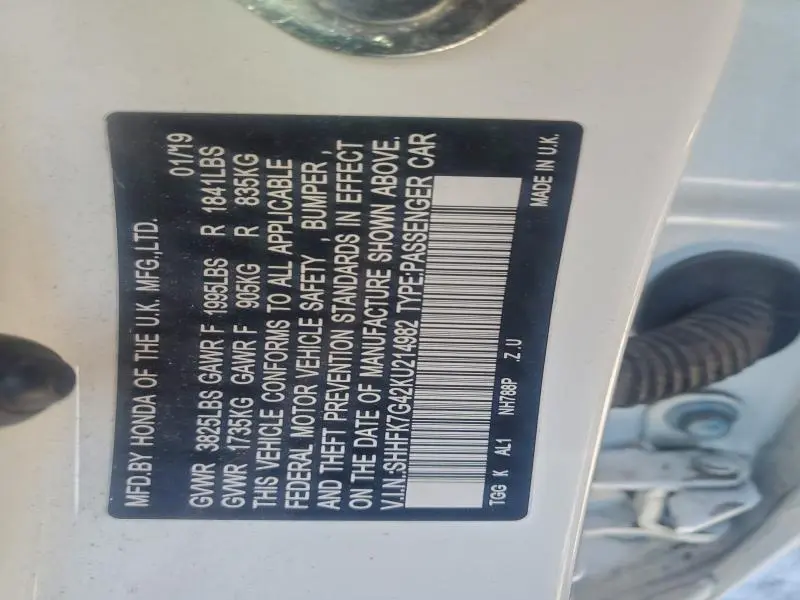 MFD.BY HONDA OF THE U.K. MFG.,LTD. 01/19
GVWR 3825LBS GAWR F 1995LBS R 1841LBS
GVWR 1735KG GAWR F 905KG R 835KG
THIS VEHICLE CONFORMS TO ALL APPLICABLE
FEDERAL MOTOR VEHICLE SAFETY , BUMPER ,
AND THEFT PREVENTION STANDARDS IN EFFECT
ON THE DATE OF MANUFACTURE SHOWN ABOVE.
V.I.N.:SHHFK7G42KU214982 TYPE:PASSENGER CAR
TGG K AL1 NH788P Z.U MADE IN U.K.